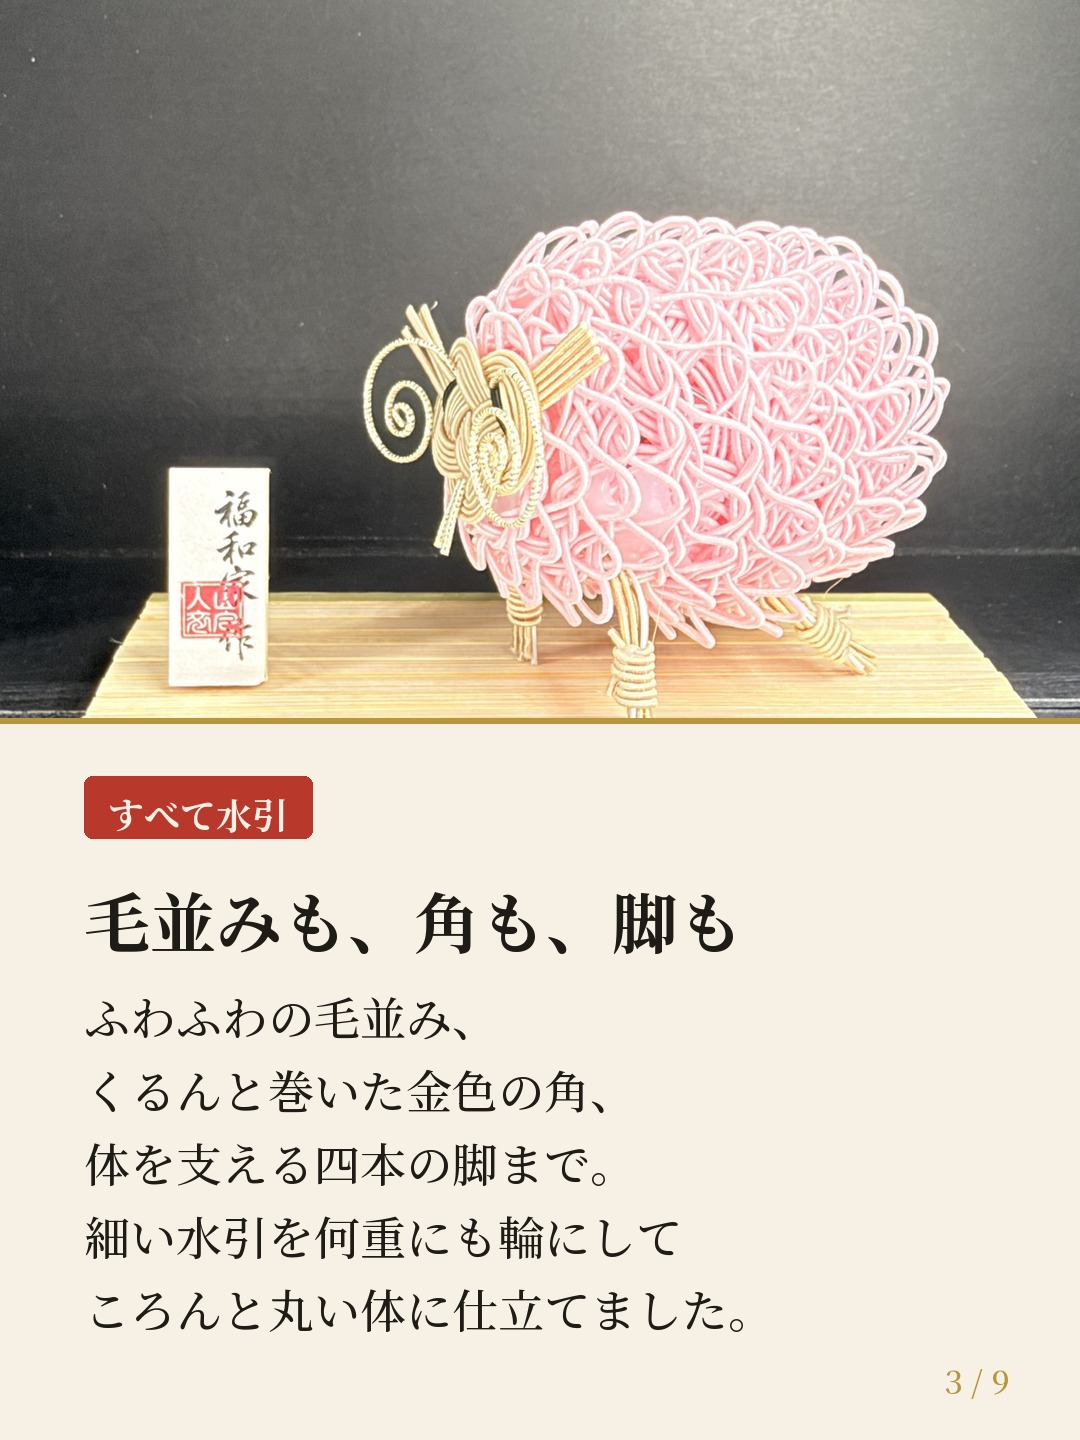 福和家作
すべて水引
毛並みも、角も、脚も
ふわふわの毛並み、
くるんと巻いた金色の角、
体を支える四本の脚まで。
細い水引を何重にも輪にして
ころんと丸い体に仕立てました。
3 / 9